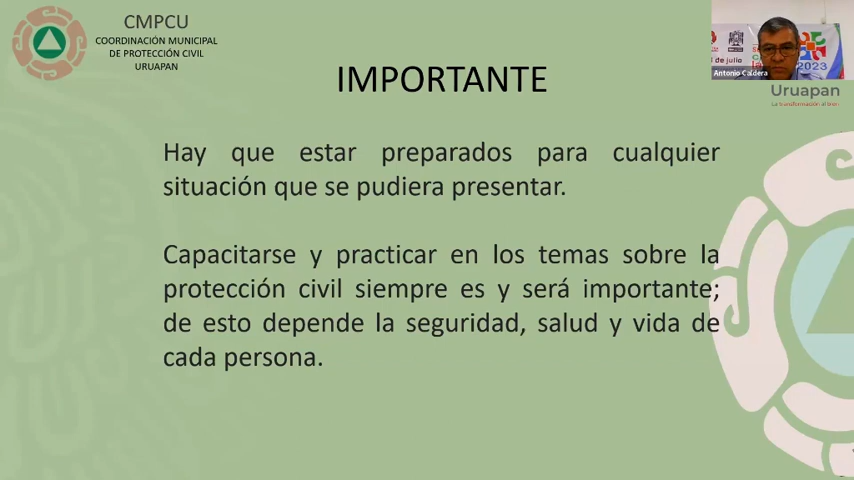 CMPCU
COORDINACIÓN MUNICIPAL
DE PROTECCIÓN CIVIL
URUAPAN
IMPORTANTE
Antonio Caldera
2023
de julio
Uruapan
Hay que estar preparados para cualquier
situación que se pudiera presentar.
Capacitarse y practicar en los temas sobre la
protección civil siempre es y será importante;
de esto depende la seguridad, salud y vida de
cada persona.